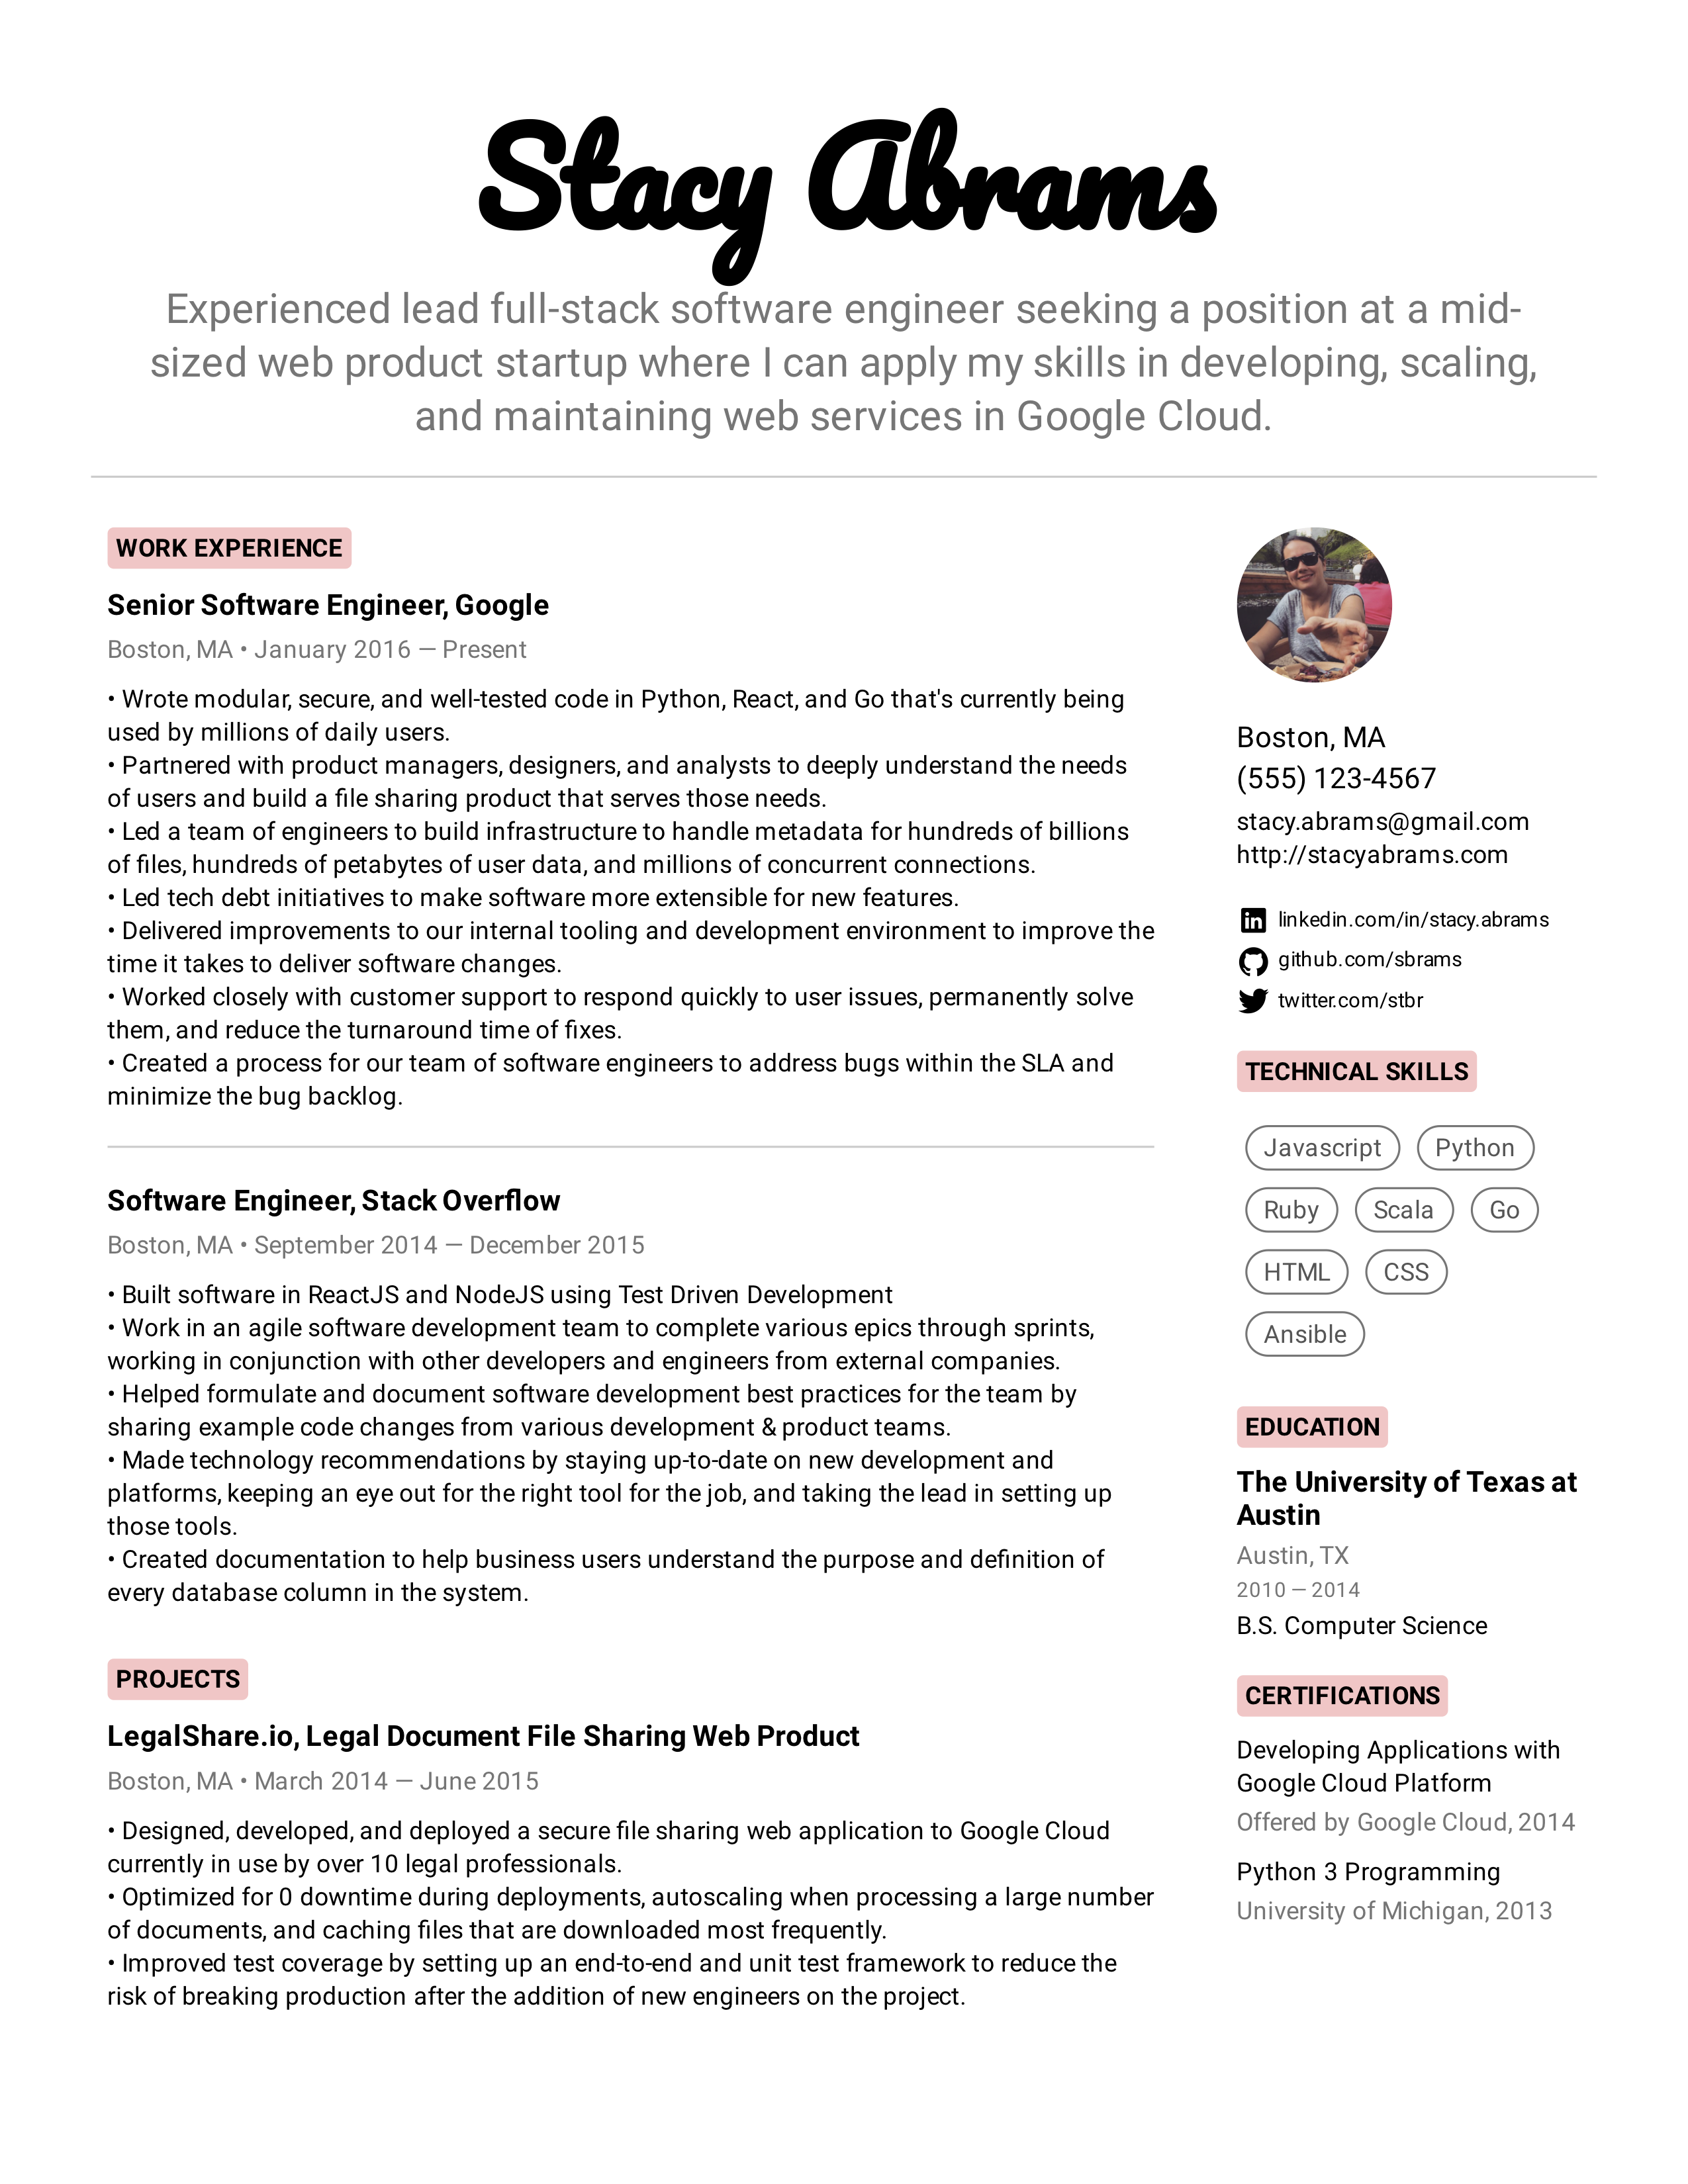 Stacy Abrams
Experienced lead full-stack software engineer seeking a position at a mid-
sized web product startup where I can apply my skills in developing, scaling,
and maintaining web services in Google Cloud.
WORK EXPERIENCE
Senior Software Engineer, Google
Boston, MA • January 2016 — Present
• Wrote modular, secure, and well-tested code in Python, React, and Go that's currently being
used by millions of daily users.
• Partnered with product managers, designers, and analysts to deeply understand the needs
of users and build a file sharing product that serves those needs.
• Led a team of engineers to build infrastructure to handle metadata for hundreds of billions
of files, hundreds of petabytes of user data, and millions of concurrent connections.
• Led tech debt initiatives to make software more extensible for new features.
• Delivered improvements to our internal tooling and development environment to improve the
time it takes to deliver software changes.
• Worked closely with customer support to respond quickly to user issues, permanently solve
them, and reduce the turnaround time of fixes.
• Created a process for our team of software engineers to address bugs within the SLA and
minimize the bug backlog.
Software Engineer, Stack Overflow
Boston, MA • September 2014 — December 2015
• Built software in ReactJS and NodeJS using Test Driven Development
• Work in an agile software development team to complete various epics through sprints,
working in conjunction with other developers and engineers from external companies.
• Helped formulate and document software development best practices for the team by
sharing example code changes from various development & product teams.
• Made technology recommendations by staying up-to-date on new development and
platforms, keeping an eye out for the right tool for the job, and taking the lead in setting up
those tools.
• Created documentation to help business users understand the purpose and definition of
every database column in the system.
PROJECTS
LegalShare.io, Legal Document File Sharing Web Product
Boston, MA • March 2014 — June 2015
• Designed, developed, and deployed a secure file sharing web application to Google Cloud
currently in use by over 10 legal professionals.
• Optimized for 0 downtime during deployments, autoscaling when processing a large number
of documents, and caching files that are downloaded most frequently.
• Improved test coverage by setting up an end-to-end and unit test framework to reduce the
risk of breaking production after the addition of new engineers on the project.
Boston, MA
(555) 123-4567
stacy.abrams@gmail.com
http://stacyabrams.com
in linkedin.com/in/stacy.abrams
github.com/sbrams
twitter.com/stbr
TECHNICAL SKILLS
Javascript Python
Ruby Scala Go
HTML CSS
Ansible
EDUCATION
The University of Texas at
Austin
Austin, TX
2010 — 2014
B.S. Computer Science
CERTIFICATIONS
Developing Applications with
Google Cloud Platform
Offered by Google Cloud, 2014
Python 3 Programming
University of Michigan, 2013